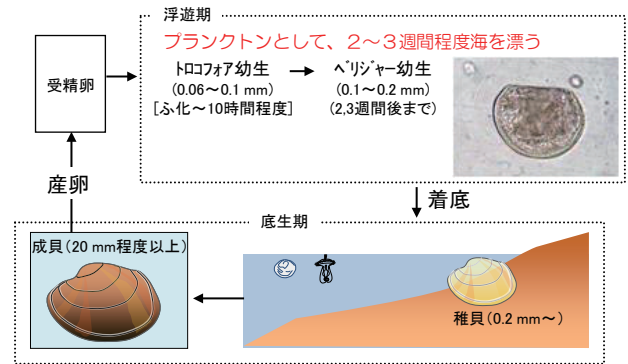 浮遊期
プランクトンとして、２～３週間程度海を漂う
受精卵
ﾄﾛｺﾌｫｱ幼生
(0.06～0.1 mm)
[ふ化～10時間程度]
ﾍﾞﾘｼﾞｬｰ幼生
(0.1～0.2 mm)
(2,3週間後まで)
産卵
着底
底生期
成貝(20 mm程度以上)
稚貝(0.2 mm～)